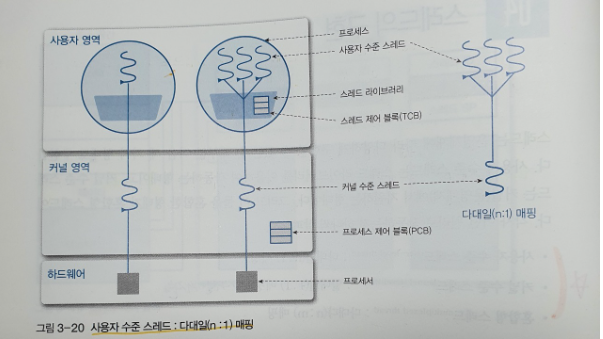 사용자 영역
프로세스
사용자 수준 스레드
스레드 라이브러리
스레드 제어 블록(TCB)
커널 영역
커널 수준 스레드
다대일(n:1) 매핑
프로세스 제어 블록(PCB)
하드웨어
프로세서
그림 3-20 사용자 수준 스레드 : 다대일(n : 1) 매핑